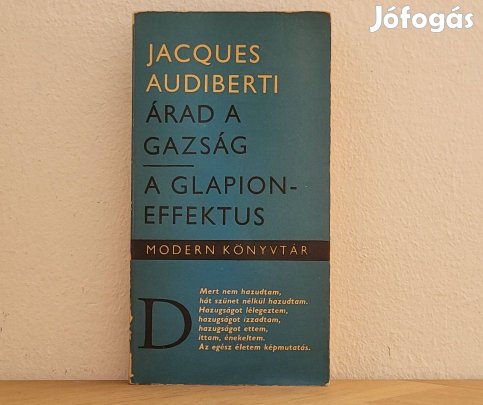 Jófogás
JACQUES
AUDIBERTI
ÁRAD A
GAZSÁG
A GLAPION-
EFFEKTUS
MODERN KÖNYVTÁR
D
Mert nem hazudtam,
hát szünet nélkül hazudtam.
Hazugságot lélegeztem,
hazugságot izzadtam,
hazugságot ettem,
ittam, énekeltem.
Az egész életem képmutatás.